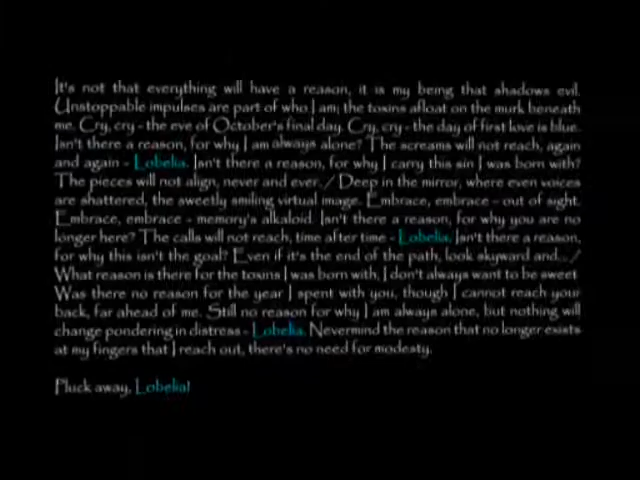 It's not that everything will have a reason, it is my being that shadows evil.
Unstoppable impulses are part of who I am; the toxins afloat on the murk beneath
me. Cry, cry - the eve of October's final day. Cry, cry - the day of first love is blue.
Isn't there a reason, for why I am always alone? The screams will not reach, again
and again - Lobelia. Isn't there a reason, for why I carry this sin I was born with?
The pieces will not align, never and ever. / Deep in the mirror, where even voices
are shattered, the sweetly smiling virtual image. Embrace, embrace - out of sight.
Embrace, embrace - memory's alkaloid. Isn't there a reason, for why you are no
longer here? The calls will not reach, time after time - Lobelia. Isn't there a reason,
for why this isn't the goal? Even if it's the end of the path, look skyward and... /
What reason is there for the toxins I was born with, I don't always want to be sweet.
Was there no reason for the year I spent with you, though I cannot reach your
back, far ahead of me. Still no reason for why I am always alone, but nothing will
change pondering in distress - Lobelia. Nevermind the reason that no longer exists
at my fingers that I reach out, there's no need for modesty.
Pluck away, Lobelia!